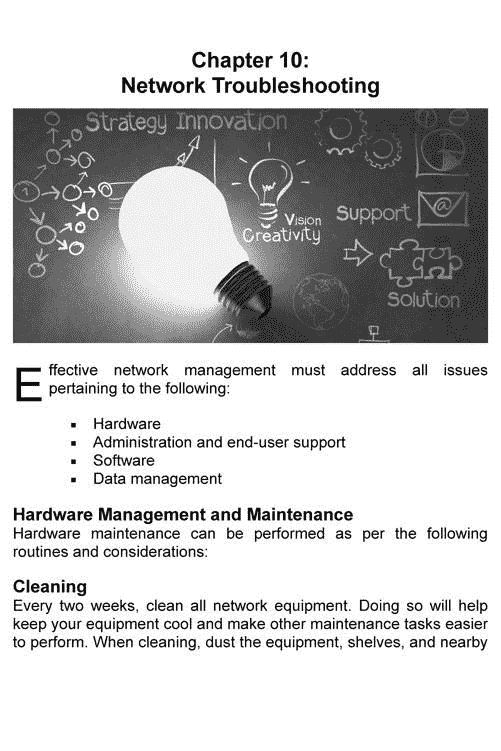 Chapter 10:
Network Troubleshooting
Strategy Innovation
Vision
Creativity
Support
@
Solution
1
Effective network management must address all issues
pertaining to the following:
▪ Hardware
▪ Administration and end-user support
▪ Software
▪ Data management
Hardware Management and Maintenance
Hardware maintenance can be performed as per the following
routines and considerations:
Cleaning
Every two weeks, clean all network equipment. Doing so will help
keep your equipment cool and make other maintenance tasks easier
to perform. When cleaning, dust the equipment, shelves, and nearby